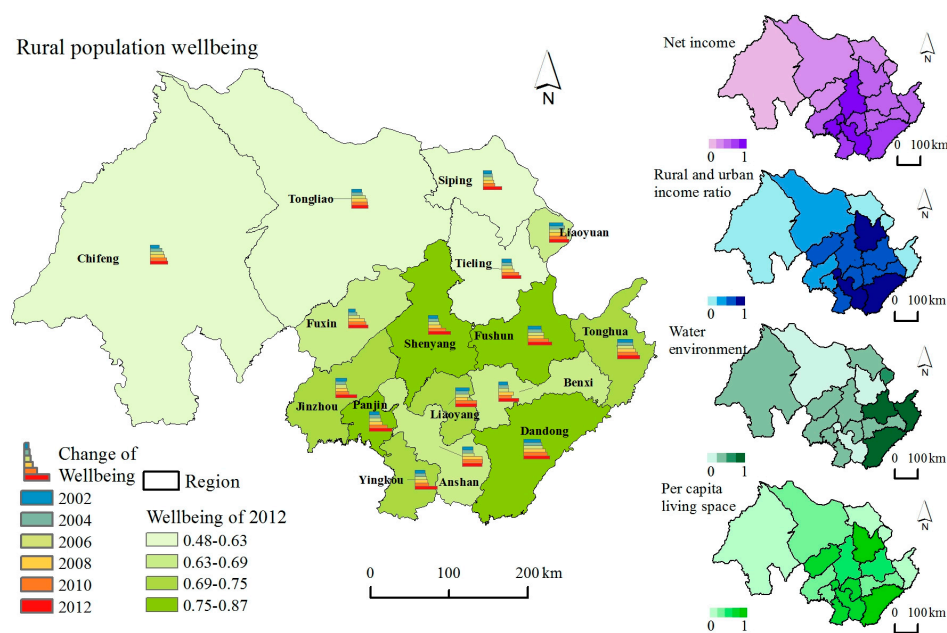 Rural population wellbeing
N
Siping
Tongliao
Liaoyuan
Chifeng
Tieling
Fuxin
Shenyang
Fushun
Tonghua
Benxi
Jinzhou
Panjin
Liaoyang
Dandong
Yingkou
Anshan
Change of
Wellbeing
2002
2004
2006
2008
2010
2012
Region
Wellbeing of 2012
0.48-0.63
0.63-0.69
0.69-0.75
0.75-0.87
0 100 200 km
Net income
N
0 1
0 100 km
Rural and urban
income ratio
N
0 1
0 100 km
Water
environment
N
0 1
0 100 km
Per capita
living space
N
0 1
0 100 km